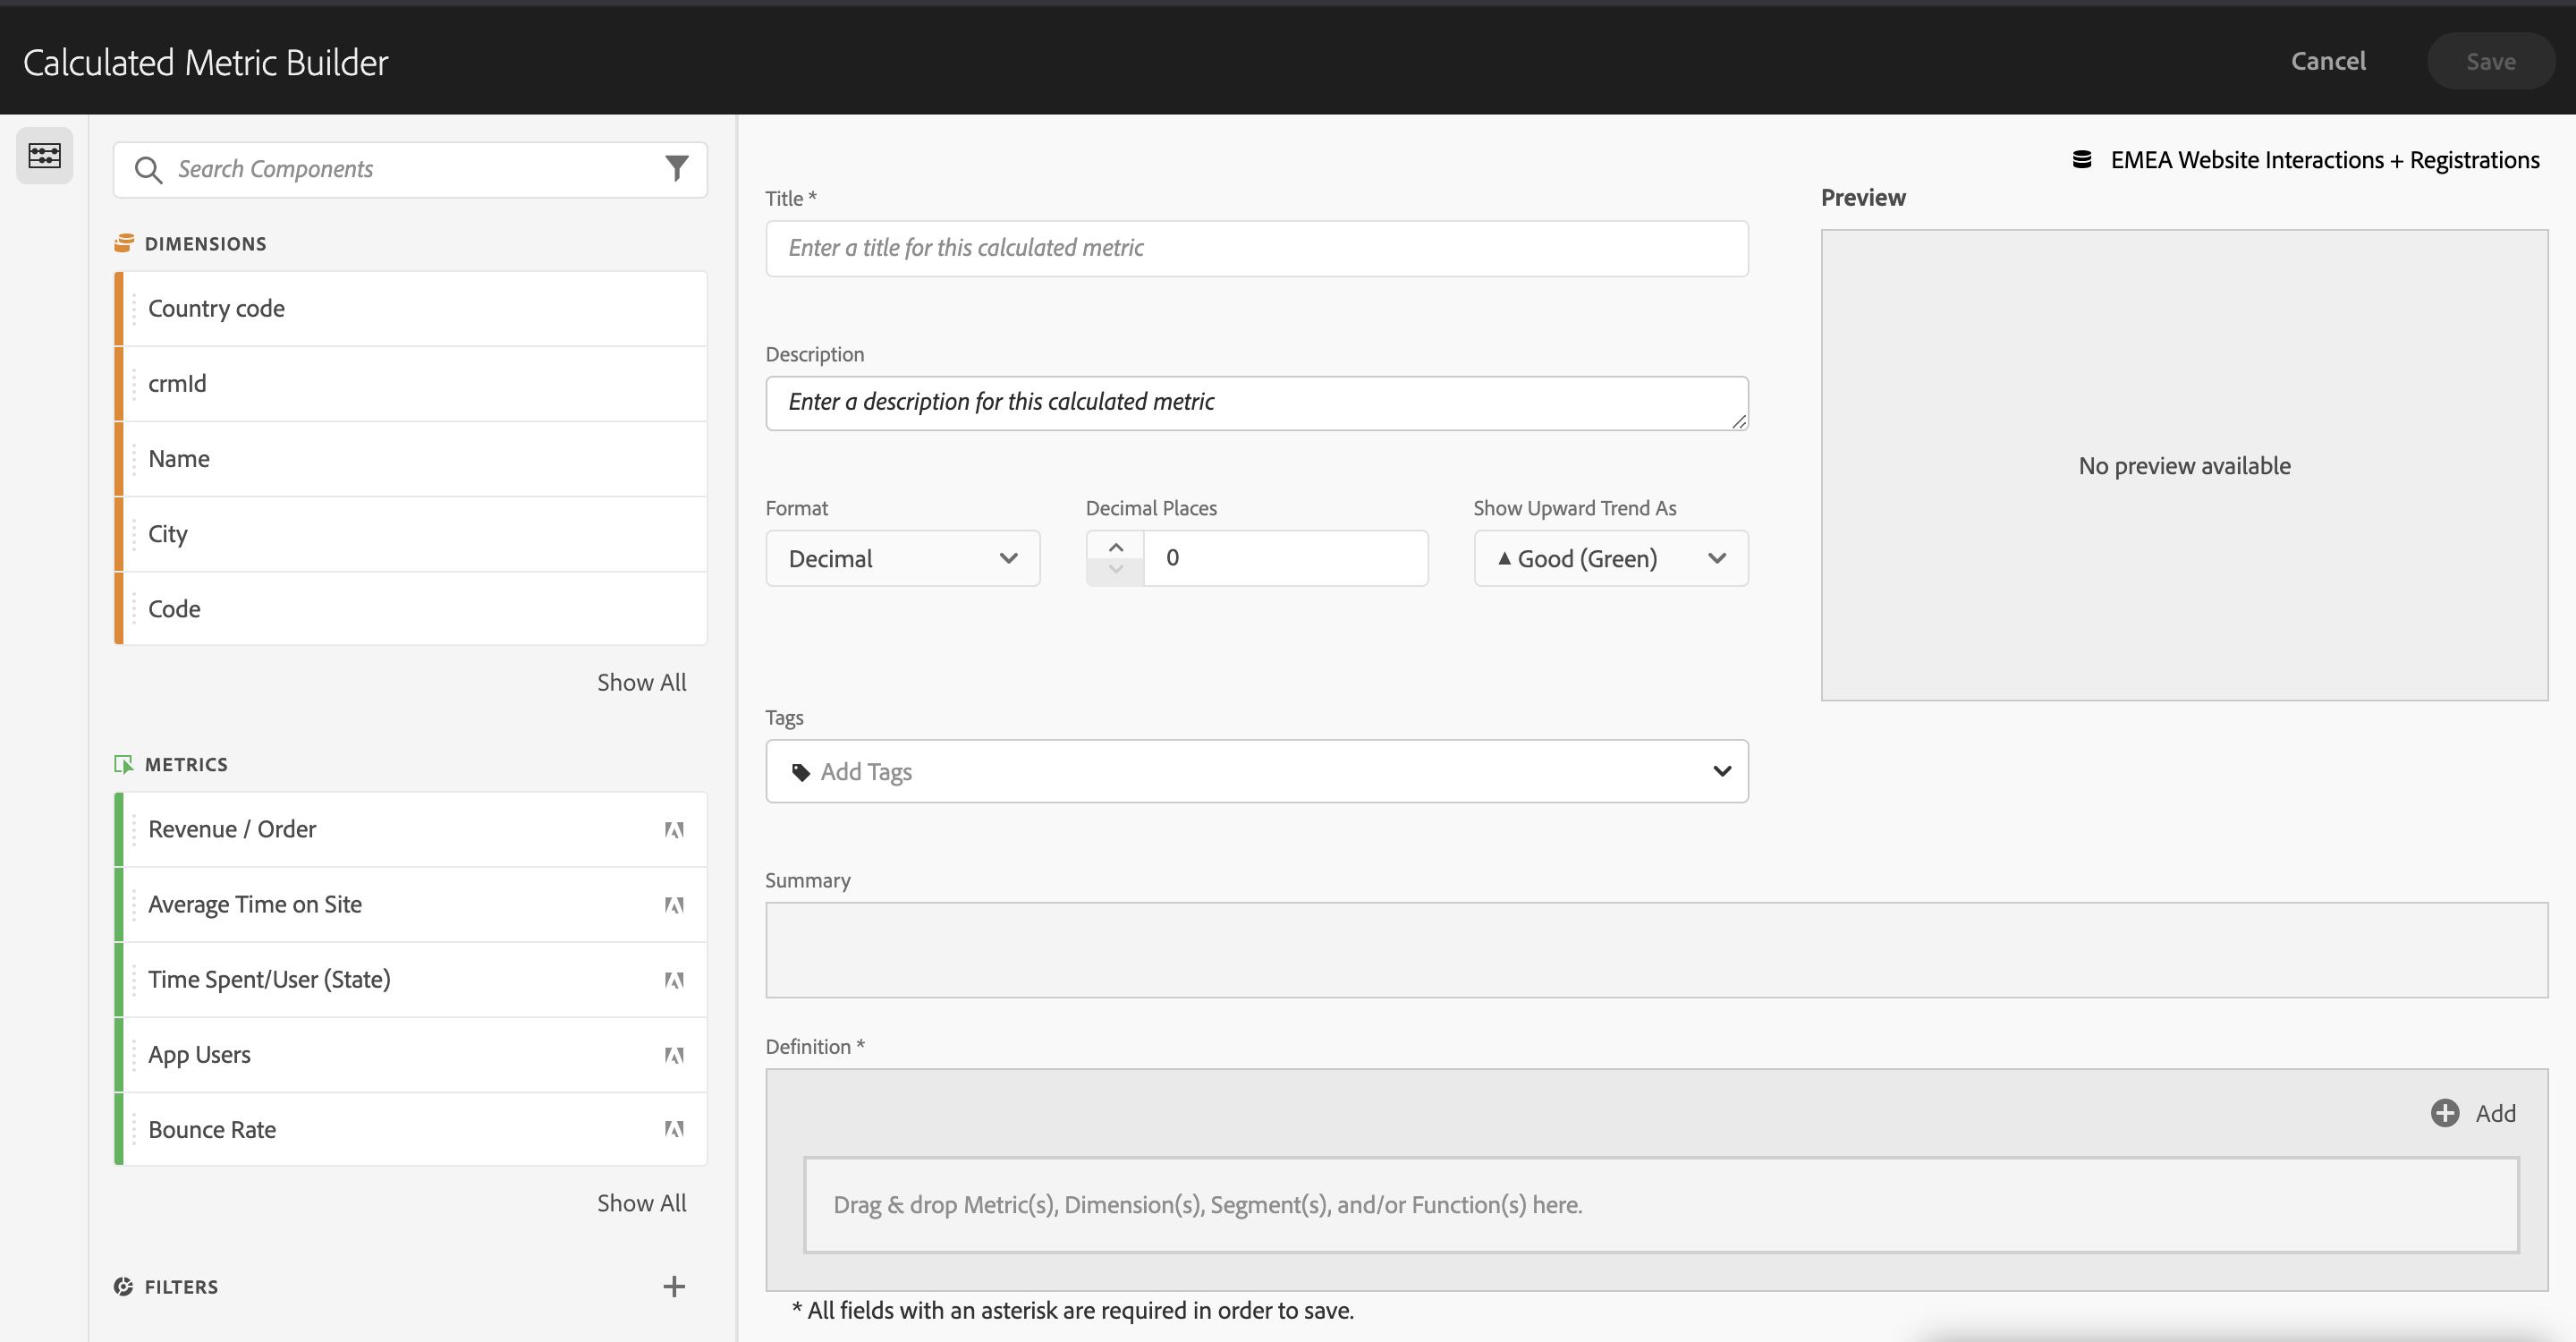 Calculated Metric Builder
Cancel
Save
Search Components
DIMENSIONS
Country code
crmId
Name
City
Code
Show All
METRICS
Revenue / Order
Average Time on Site
Time Spent/User (State)
App Users
Bounce Rate
Show All
FILTERS
EMEA Website Interactions + Registrations
Title *
Enter a title for this calculated metric
Preview
No preview available
Description
Enter a description for this calculated metric
Format
Decimal
Decimal Places
0
Show Upward Trend As
▲ Good (Green)
Tags
Add Tags
Summary
Definition *
Add
Drag & drop Metric(s), Dimension(s), Segment(s), and/or Function(s) here.
* All fields with an asterisk are required in order to save.